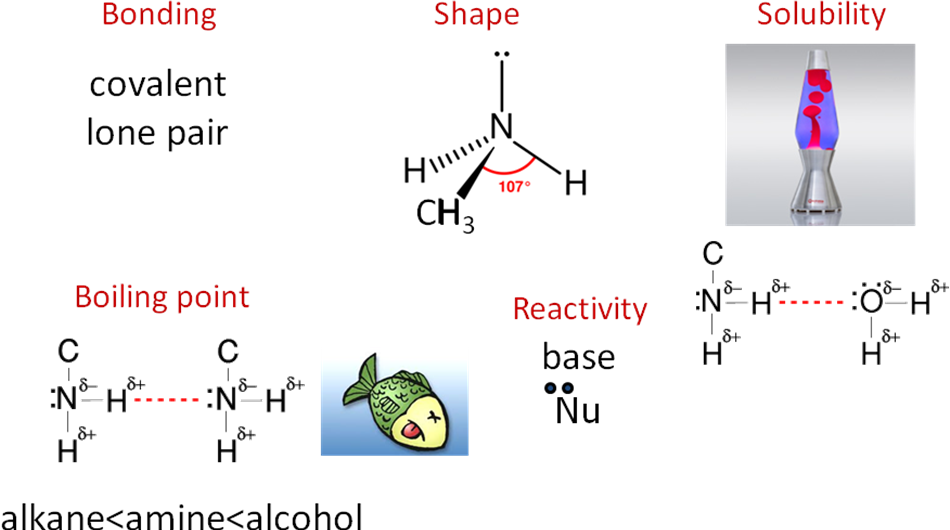 Bonding
covalent
lone pair
Shape
..
N
H
H
CH3
107°
Solubility
C
:N δ– H δ+ :Ö δ– H δ+
H δ+ H δ+
Boiling point
C C
:N δ– H δ+ :N δ– H δ+
H δ+ H δ+
alkane<amine<alcohol
Reactivity
base
••
Nu